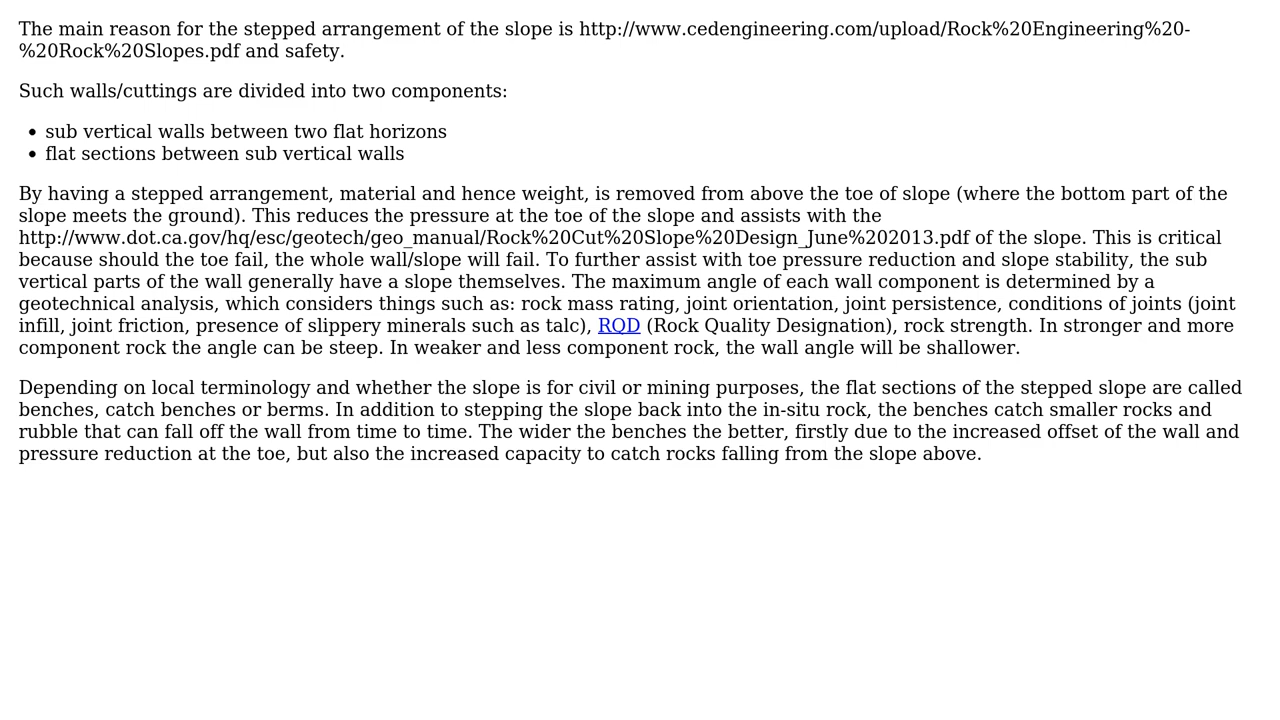 The main reason for the stepped arrangement of the slope is http://www.cedengineering.com/upload/Rock%20Engineering%20-
%20Rock%20Slopes.pdf and safety.
Such walls/cuttings are divided into two components:
• sub vertical walls between two flat horizons
• flat sections between sub vertical walls
By having a stepped arrangement, material and hence weight, is removed from above the toe of slope (where the bottom part of the
slope meets the ground). This reduces the pressure at the toe of the slope and assists with the
http://www.dot.ca.gov/hq/esc/geotech/geo_manual/Rock%20Cut%20Slope%20Design_June%202013.pdf of the slope. This is critical
because should the toe fail, the whole wall/slope will fail. To further assist with toe pressure reduction and slope stability, the sub
vertical parts of the wall generally have a slope themselves. The maximum angle of each wall component is determined by a
geotechnical analysis, which considers things such as: rock mass rating, joint orientation, joint persistence, conditions of joints (joint
infill, joint friction, presence of slippery minerals such as talc), RQD (Rock Quality Designation), rock strength. In stronger and more
component rock the angle can be steep. In weaker and less component rock, the wall angle will be shallower.
Depending on local terminology and whether the slope is for civil or mining purposes, the flat sections of the stepped slope are called
benches, catch benches or berms. In addition to stepping the slope back into the in-situ rock, the benches catch smaller rocks and
rubble that can fall off the wall from time to time. The wider the benches the better, firstly due to the increased offset of the wall and
pressure reduction at the toe, but also the increased capacity to catch rocks falling from the slope above.